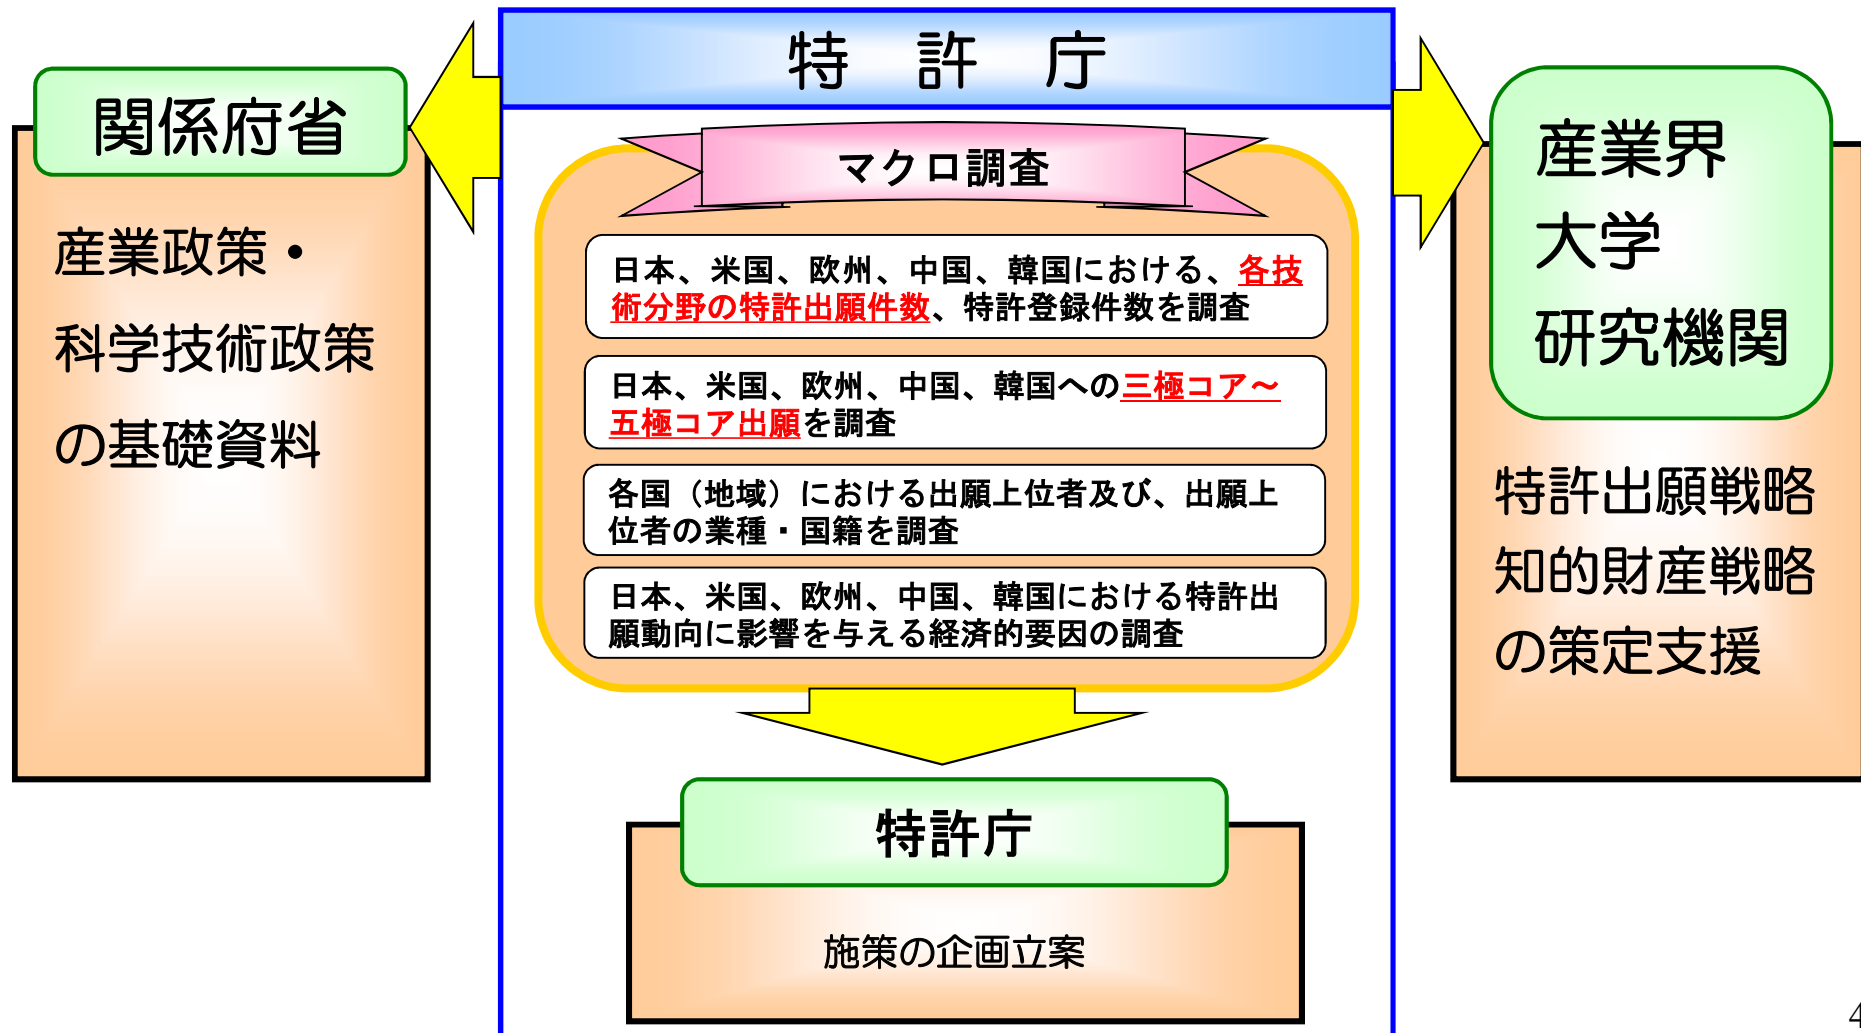 特 許 庁
関係府省
産業政策・
科学技術政策
の基礎資料
マクロ調査
日本、米国、欧州、中国、韓国における、各技
術分野の特許出願件数、特許登録件数を調査
日本、米国、欧州、中国、韓国への三極コア～
五極コア出願を調査
各国（地域）における出願上位者及び、出願上
位者の業種・国籍を調査
日本、米国、欧州、中国、韓国における特許出
願動向に影響を与える経済的要因の調査
特許庁
施策の企画立案
産業界
大学
研究機関
特許出願戦略
知的財産戦略
の策定支援
4